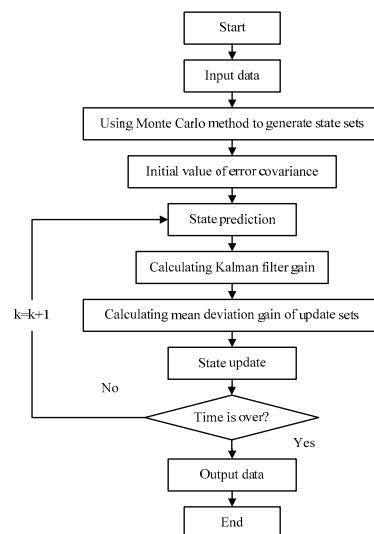 Start
Input data
Using Monte Carlo method to generate state sets
Initial value of error covariance
State prediction
Calculating Kalman filter gain
k=k+1
Calculating mean deviation gain of update sets
State update
No
Time is over?
Yes
Output data
End